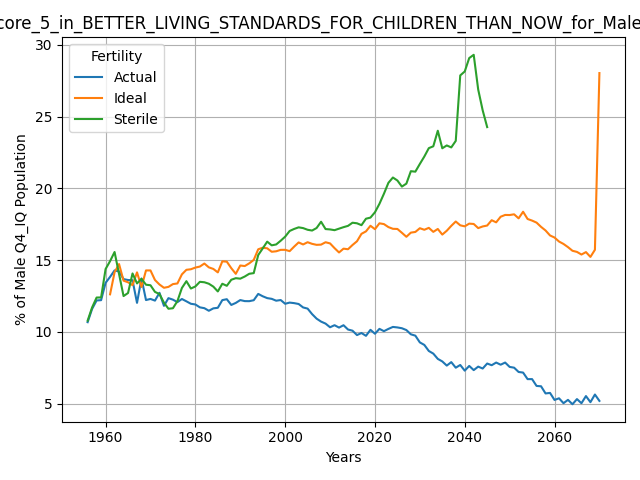 core_5_in_BETTER_LIVING_STANDARDS_FOR_CHILDREN_THAN_NOW_for_Male
Fertility
Actual
Ideal
Sterile
% of Male Q4_IQ Population
30
25
20
15
10
5
1960 1980 2000 2020 2040 2060
Years